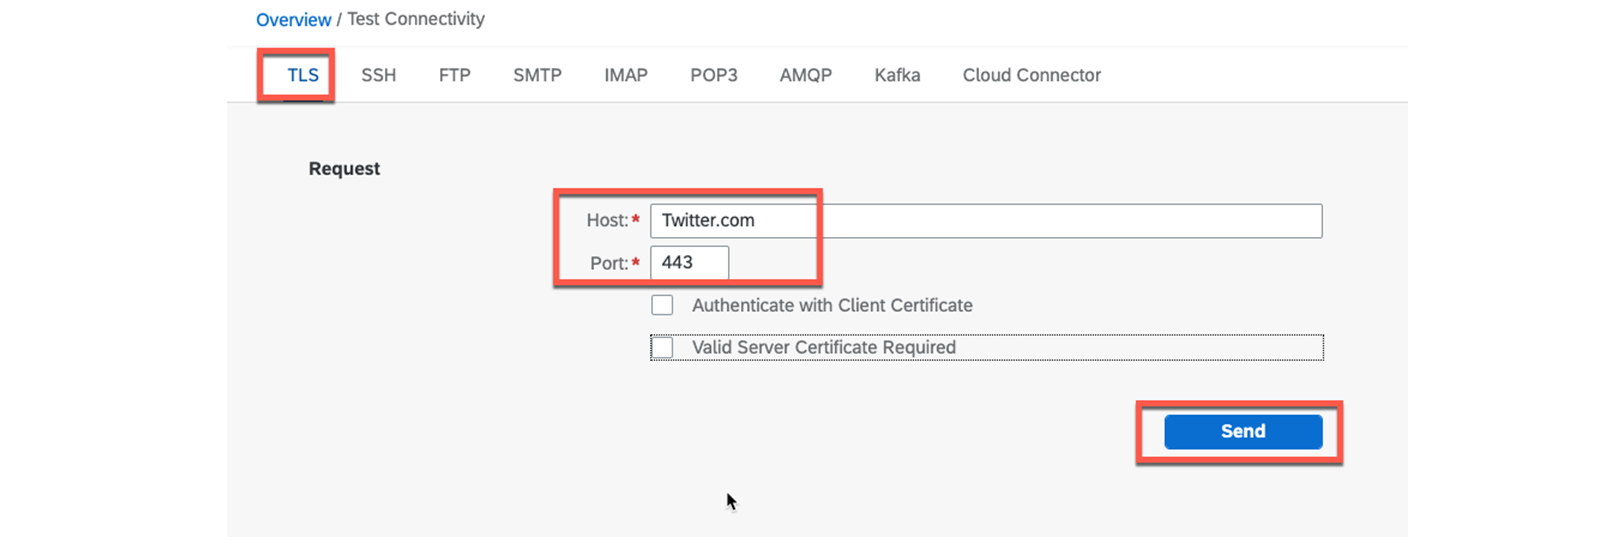 Overview / Test Connectivity
TLS SSH FTP SMTP IMAP POP3 AMQP Kafka Cloud Connector
Request
Host:* Twitter.com
Port:* 443
Authenticate with Client Certificate
Valid Server Certificate Required
Send